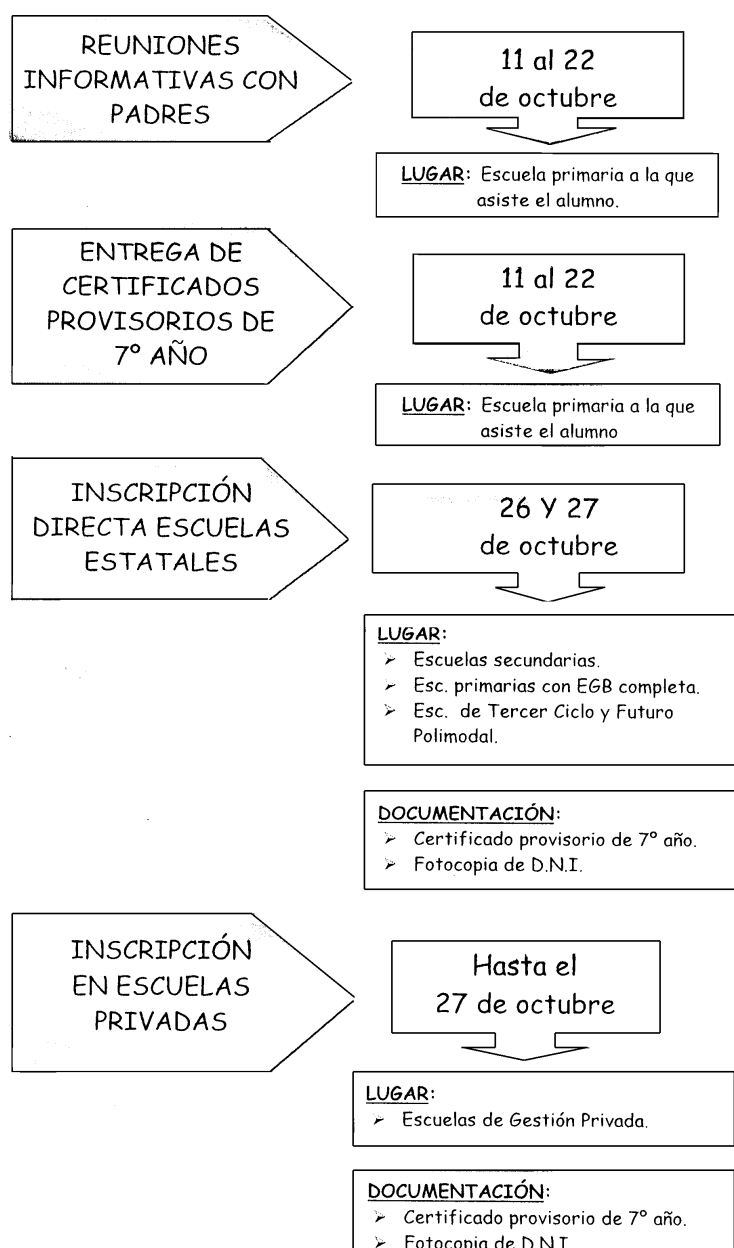 REUNIONES
INFORMATIVAS CON
PADRES
11 al 22
de octubre
LUGAR: Escuela primaria a la que
asiste el alumno.
ENTREGA DE
CERTIFICADOS
PROVISORIOS DE
7º AÑO
11 al 22
de octubre
LUGAR: Escuela primaria a la que
asiste el alumno
INSCRIPCIÓN
DIRECTA ESCUELAS
ESTATALES
26 Y 27
de octubre
LUGAR:
➢ Escuelas secundarias.
➢ Esc. primarias con EGB completa.
➢ Esc. de Tercer Ciclo y Futuro
Polimodal.
DOCUMENTACIÓN:
➢ Certificado provisorio de 7º año.
➢ Fotocopia de D.N.I.
INSCRIPCIÓN
EN ESCUELAS
PRIVADAS
Hasta el
27 de octubre
LUGAR:
➢ Escuelas de Gestión Privada.
DOCUMENTACIÓN:
➢ Certificado provisorio de 7º año.
➢ Fotocopia de D.N.I.